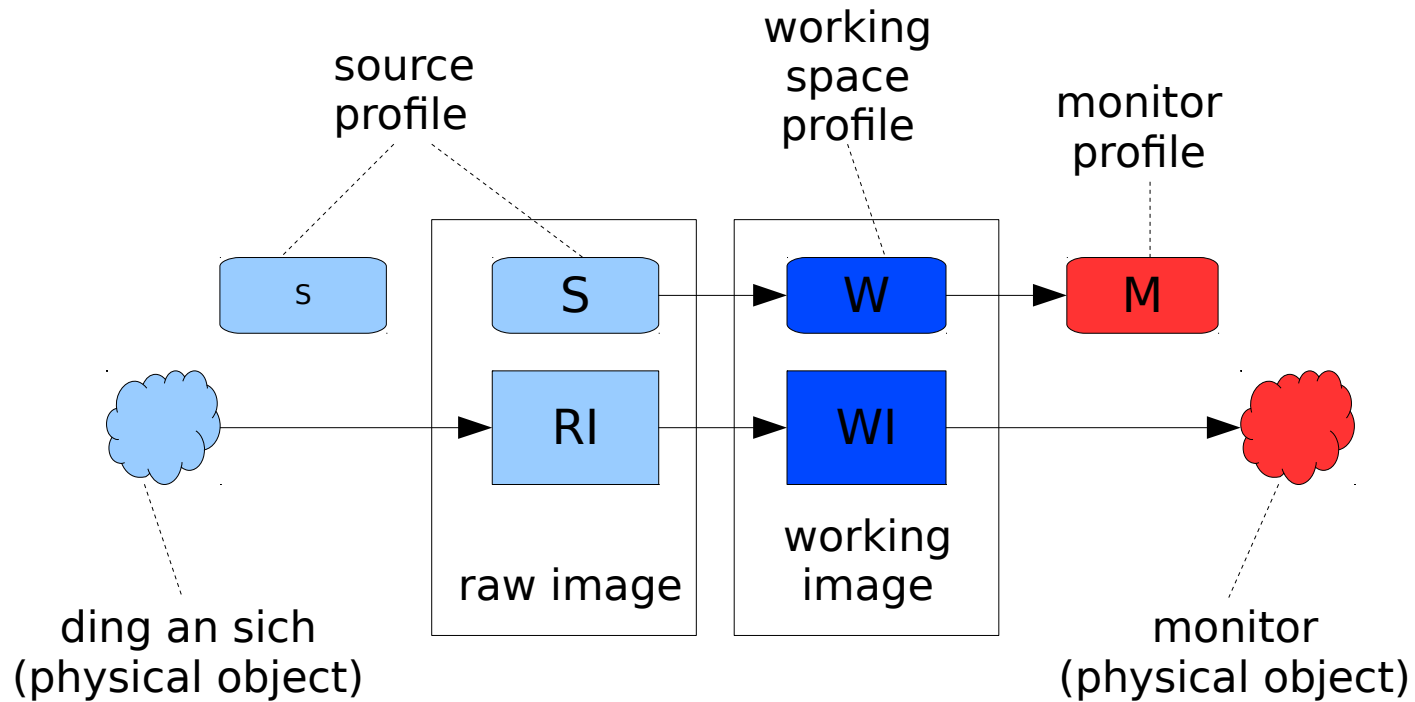 source
profile
working
space
profile
monitor
profile
S
S
W
M
RI
WI
raw image
working
image
ding an sich
(physical object)
monitor
(physical object)